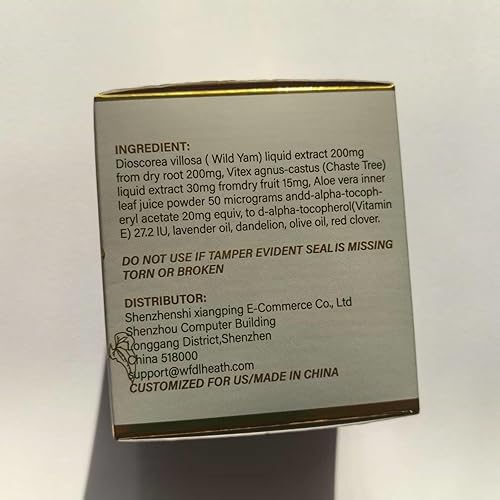 INGREDIENT:
Dioscorea villosa ( Wild Yam) liquid extract 200mg
from dry root 200mg, Vitex agnus-castus (Chaste Tree)
liquid extract 30mg fromdry fruit 15mg, Aloe vera inner
leaf juice powder 50 micrograms andd-alpha-tocoph-
eryl acetate 20mg equiv, to d-alpha-tocopherol(Vitamin
E) 27.2 IU, lavender oil, dandelion, olive oil, red clover.
DO NOT USE IF TAMPER EVIDENT SEAL IS MISSING
TORN OR BROKEN
DISTRIBUTOR:
Shenzhenshi xiangping E-Commerce Co., Ltd
Shenzhou Computer Building
Longgang District,Shenzhen
China 518000
support@wfdlheath.com
CUSTOMIZED FOR US/MADE IN CHINA